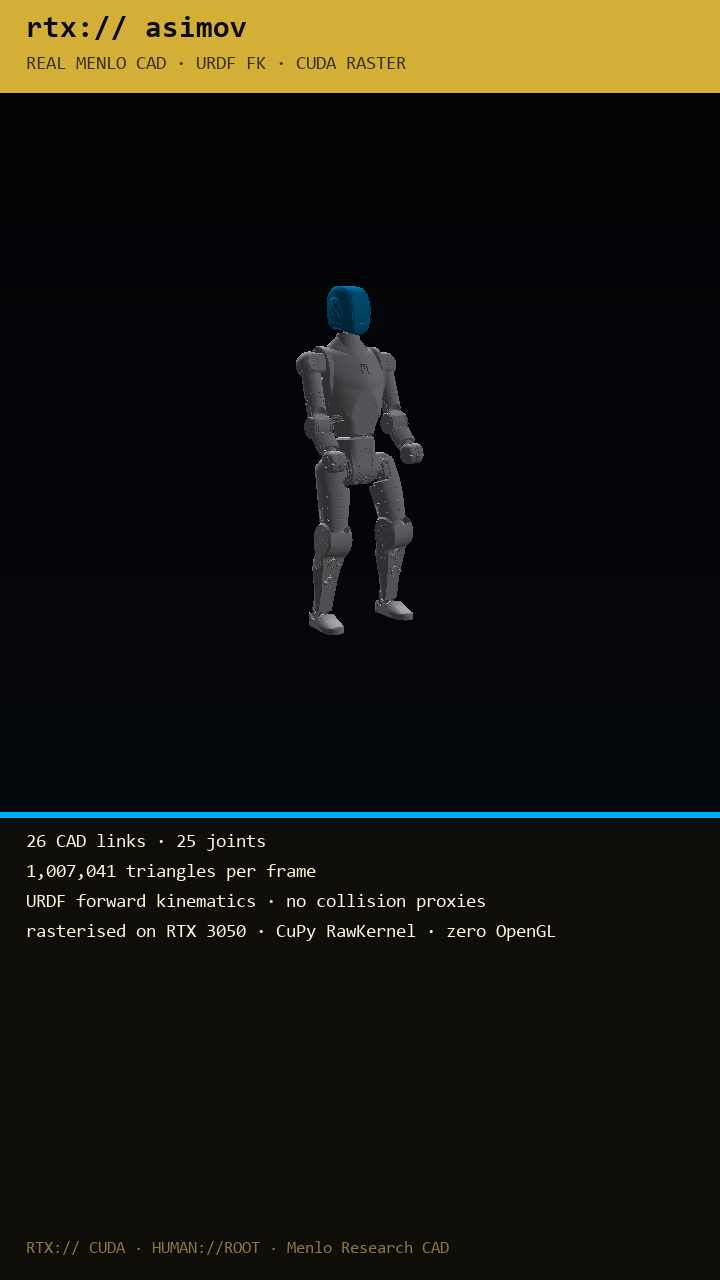 rtx:// asimov
REAL MENLO CAD · URDF FK · CUDA RASTER
26 CAD links · 25 joints
1,007,041 triangles per frame
URDF forward kinematics · no collision proxies
rasterised on RTX 3050 · CuPy RawKernel · zero OpenGL
RTX:// CUDA · HUMAN://ROOT · Menlo Research CAD